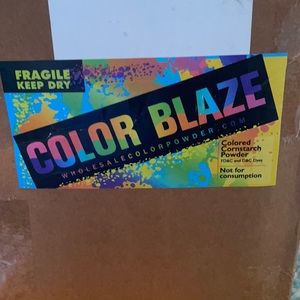 FRAGILE
KEEP DRY
COLOR BLAZE
WHOLESALECOLORPOWDER.COM
Colored
Cornstarch
Powder
FD&C and D&C Dyes
Not for
consumption